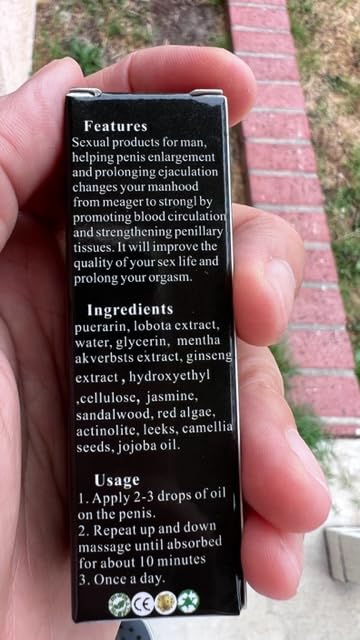 Features
Sexual products for man,
helping penis enlargement
and prolonging ejaculation
changes your manhood
from meager to strongl by
promoting blood circulation
and strengthening penillary
tissues. It will improve the
quality of your sex life and
prolong your orgasm.
Ingredients
puerarin, lobota extract,
water, glycerin, mentha
akverbsts extract, ginseng
extract, hydroxyethyl
,cellulose, jasmine,
sandalwood, red algae,
actinolite, leeks, camellia
seeds, jojoba oil.
Usage
1. Apply 2-3 drops of oil
on the penis.
2. Repeat up and down
massage until absorbed
for about 10 minutes
3. Once a day.
CE